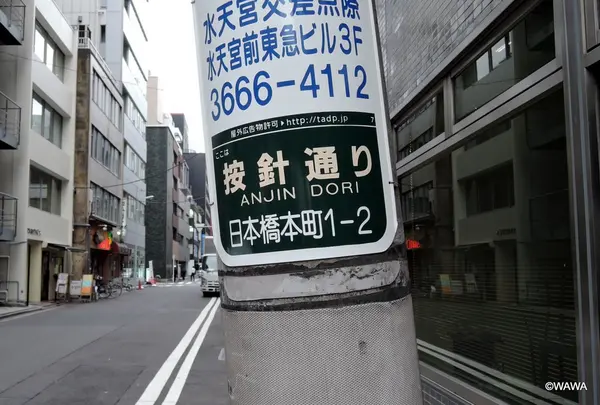 水天宮交差点際
水天宮前東急ビル3F
3666-4112
屋外広告物許可▶http://tadp.jp/
ここは
按針通り
ANJIN DORI
日本橋本町1-2
©WAWA